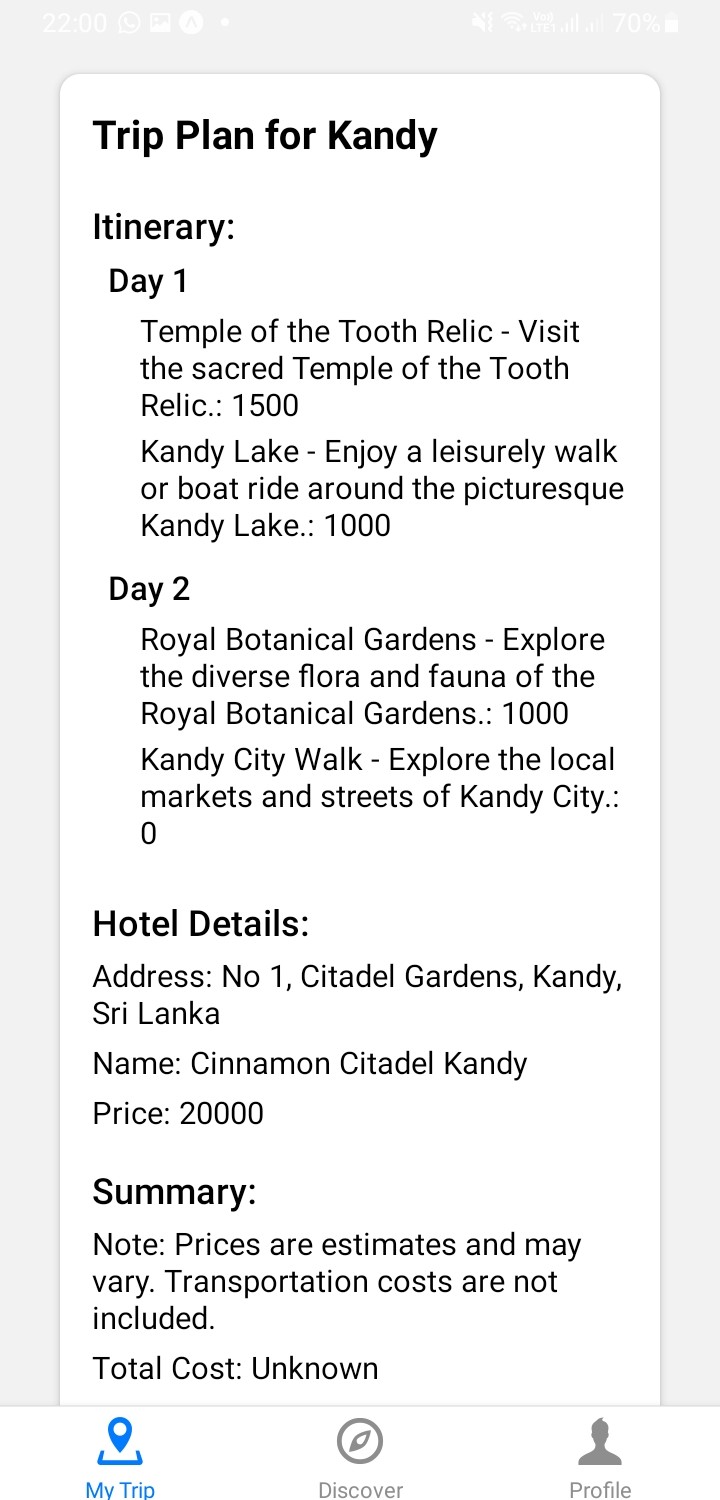 22:00
Vo))
LTE1
70%
Trip Plan for Kandy
Itinerary:
Day 1
Temple of the Tooth Relic - Visit
the sacred Temple of the Tooth
Relic.: 1500
Kandy Lake - Enjoy a leisurely walk
or boat ride around the picturesque
Kandy Lake.: 1000
Day 2
Royal Botanical Gardens - Explore
the diverse flora and fauna of the
Royal Botanical Gardens.: 1000
Kandy City Walk - Explore the local
markets and streets of Kandy City.:
0
Hotel Details:
Address: No 1, Citadel Gardens, Kandy,
Sri Lanka
Name: Cinnamon Citadel Kandy
Price: 20000
Summary:
Note: Prices are estimates and may
vary. Transportation costs are not
included.
Total Cost: Unknown
My Trip
Discover
Profile